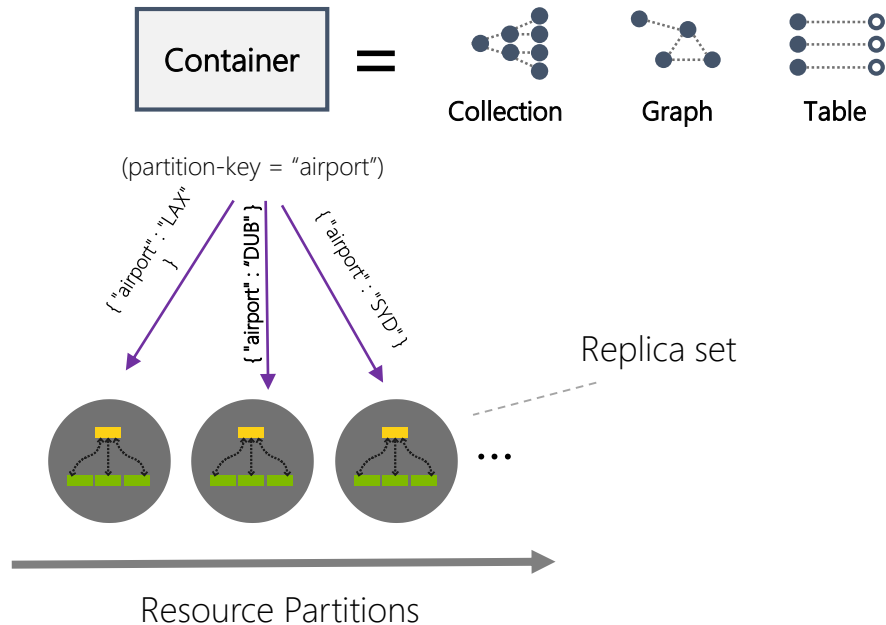 Container
=
Collection
Graph
Table
(partition-key = “airport”)
{ "airport" : "LAX"
}
{ "airport" : “DUB" }
{ "airport" : "SYD" }
Replica set
...
Resource Partitions